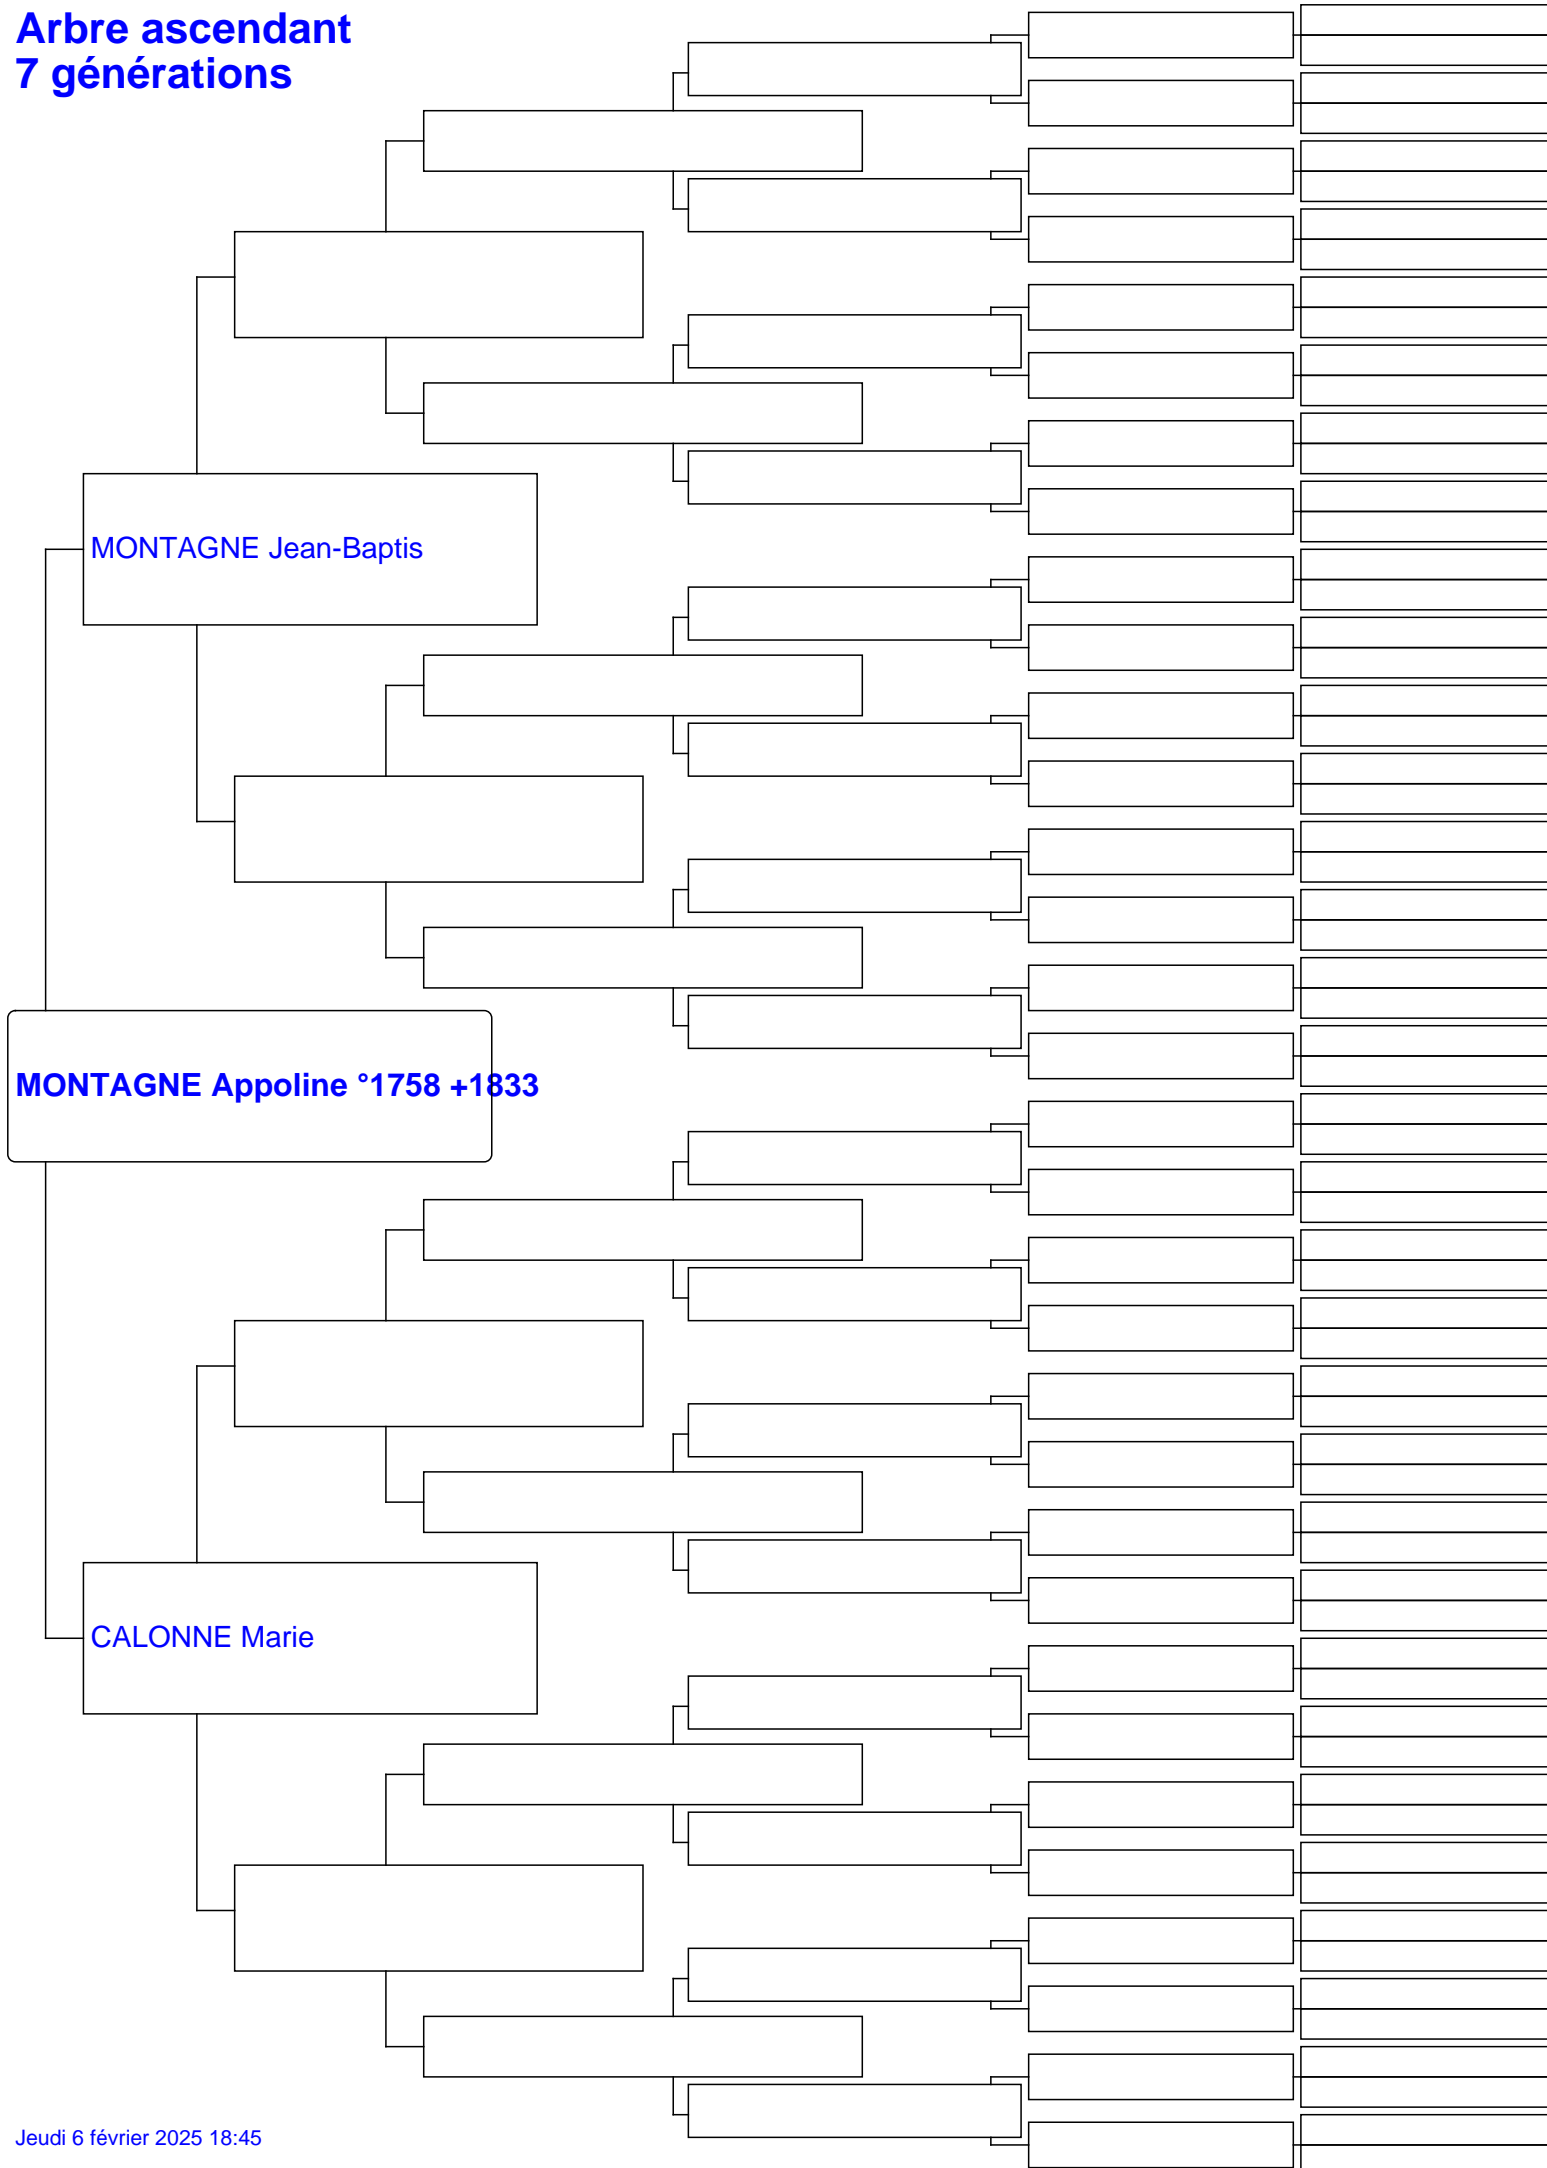 Arbre ascendant
7 générations
MONTAGNE Jean-Baptis
MONTAGNE Appoline °1758 +1833
CALONNE Marie
Jeudi 6 février 2025 18:45